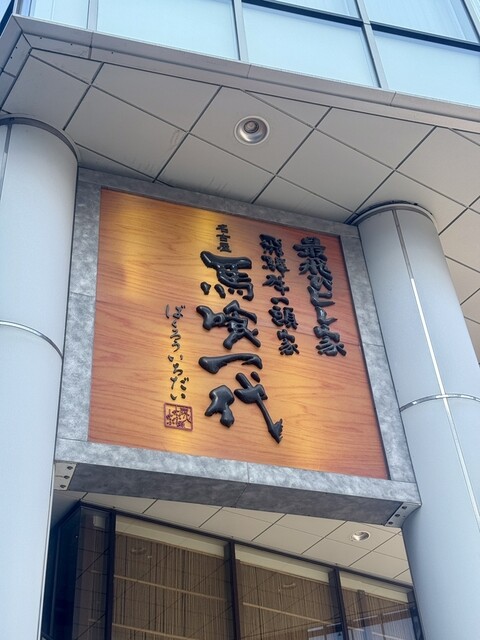 飛騨牛一頭家
名古屋
馬喰一代
ばくろういちだい